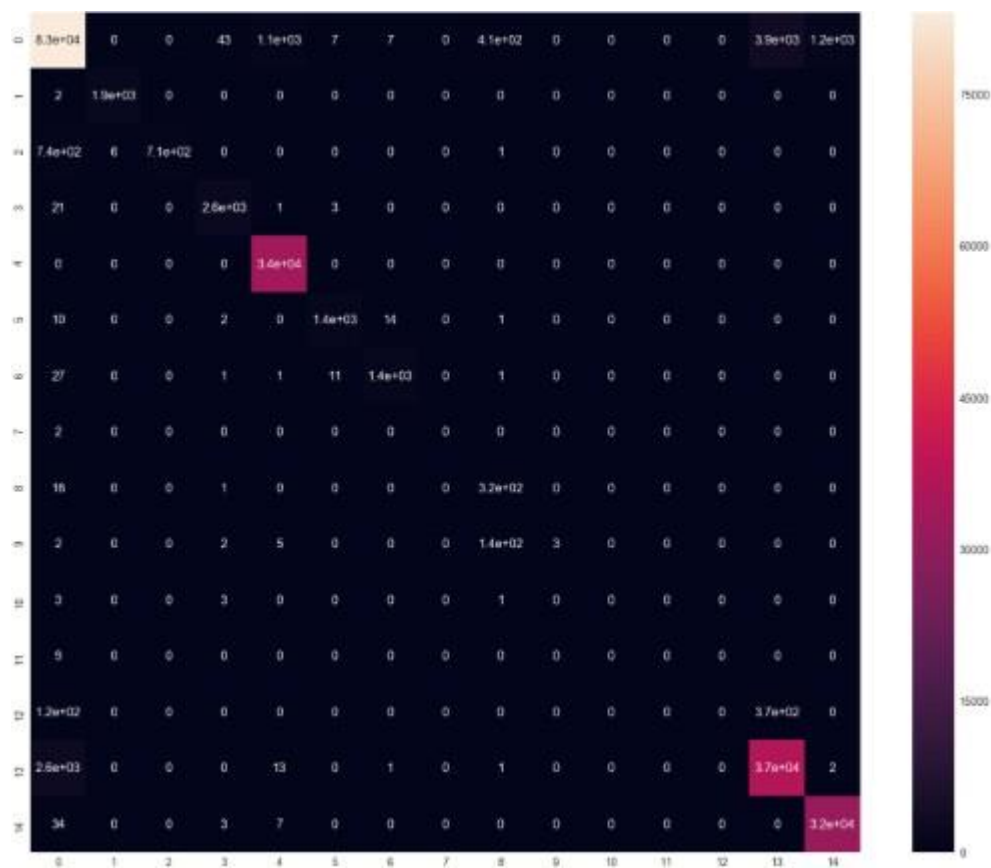 0 8.3e+04 0 0 43 1.1e+03 7 7 0 4.1e+02 0 0 0 0 3.9e+03 1.2e+03
1 2 1.9e+03 0 0 0 0 0 0 0 0 0 0 0 0 0
75000
2 7.4e+02 6 7.1e+02 0 0 0 0 0 1 0 0 0 0 0 0
3 21 0 0 2.6e+03 1 3 0 0 0 0 0 0 0 0 0
60000
4 0 0 0 0 3.4e+04 0 0 0 0 0 0 0 0 0 0
5 10 0 0 2 0 1.4e+03 14 0 1 0 0 0 0 0 0
6 27 0 0 1 1 11 1.4e+03 0 1 0 0 0 0 0 0
45000
7 2 0 0 0 0 0 0 0 0 0 0 0 0 0 0
8 0 0 1 0 0 0 0 3.2e+02 0 0 0 0 0 0
9 2 0 0 2 5 0 0 0 1.4e+02 3 0 0 0 0 0
30000
10 3 0 0 3 0 0 0 0 1 0 0 0 0 0 0
11 9 0 0 0 0 0 0 0 0 0 0 0 0 0 0
15000
12 1.2e+02 0 0 0 0 0 0 0 0 0 0 0 0 3.7e+02 0
13 2.6e+03 0 0 0 13 0 1 0 1 0 0 0 0 3.7e+04 2
14 34 0 0 3 7 0 0 0 0 0 0 0 0 0 3.2e+04
0
0 1 2 3 4 5 6 7 8 9 10 11 12 13 14